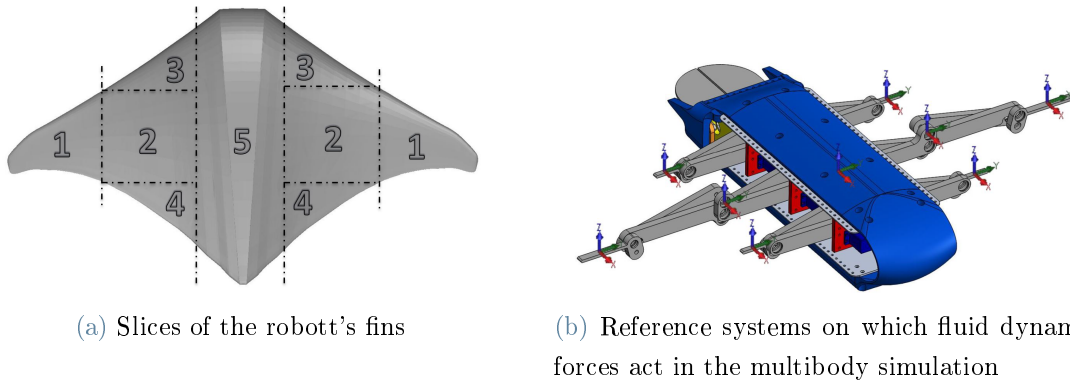 3 3
1 2 5 2 1
4 4
Z Y X
Z Y X
Z Y X
Z Y X
Z Y X
Z Y X
Z Y X
Z Y X
Z Y X
(a) Slices of the robott's fins
(b) Reference systems on which fluid dynam
forces act in the multibody simulation